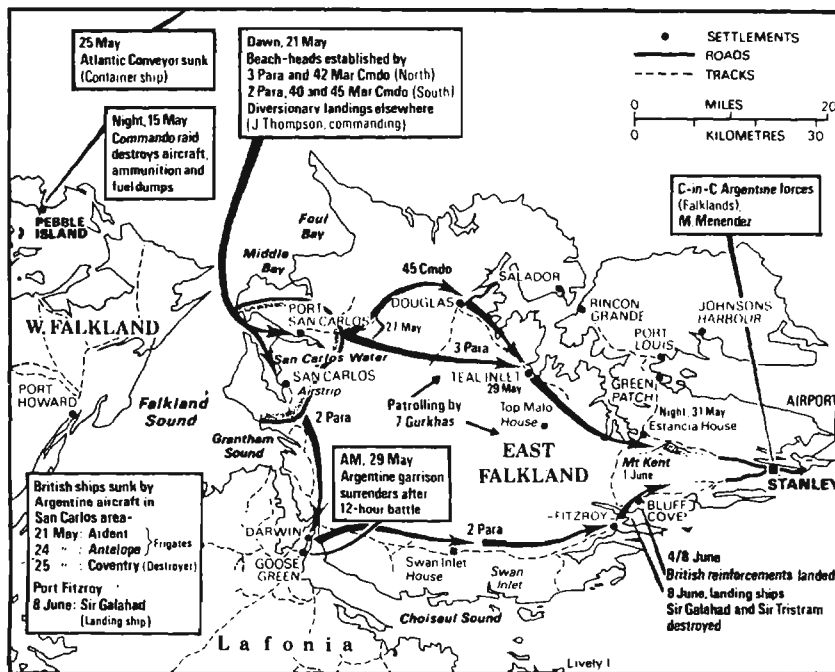 25 May
Atlantic Conveyor sunk
(Container ship)
Night, 15 May
Commando raid
destroys aircraft,
ammunition and
fuel dumps
Dawn, 21 May
Beach-heads established by
3 Para and 42 Mar Cmdo (North)
2 Para, 40 and 45 Mar Cmdo (South)
Diversionary landings elsewhere
(J Thompson, commanding)
SETTLEMENTS
ROADS
TRACKS
0 MILES 20
0 KILOMETRES 30
C-in-C Argentine forces
(Falklands),
M. Menendez
PEBBLE
ISLAND
Foul
Bay
Middle
Bay
45 Cmdo
SALADOR
DOUGLAS
RINCON
GRANDE
JOHNSONS
HARBOUR
PORT
SAN CARLOS
27 May
W. FALKLAND
San Carlos Water
3 Para
PORT
LOUIS
SAN CARLOS
Airstrip
TEAL INLET
29 May
GREEN
PATCH
PORT
HOWARD
Falkland
Sound
2 Para
Patrolling by
7 Gurkhas
Top Malo
House
Night, 31 May
Estancia House
AIRPORT
Grantham
Sound
EAST
FALKLAND
Mt Kent
1 June
STANLEY
AM, 29 May
Argentine garrison
surrenders after
12-hour battle
British ships sunk by
Argentine aircraft in
San Carlos area-
21 May: Ardent
24 " : Antelope
Frigates
25 " : Coventry (Destroyer)
Port Fitzroy
8 June: Sir Galahad
(Landing ship)
DARWIN
GOOSE
GREEN
2 Para
FITZROY
BLUFF
COVE
Swan Inlet
House
Swan
Inlet
4/8 June
British reinforcements landed
8 June, landing ships
Sir Galahad and Sir Tristram
destroyed
Choiseul Sound
Lafonia
Lively I